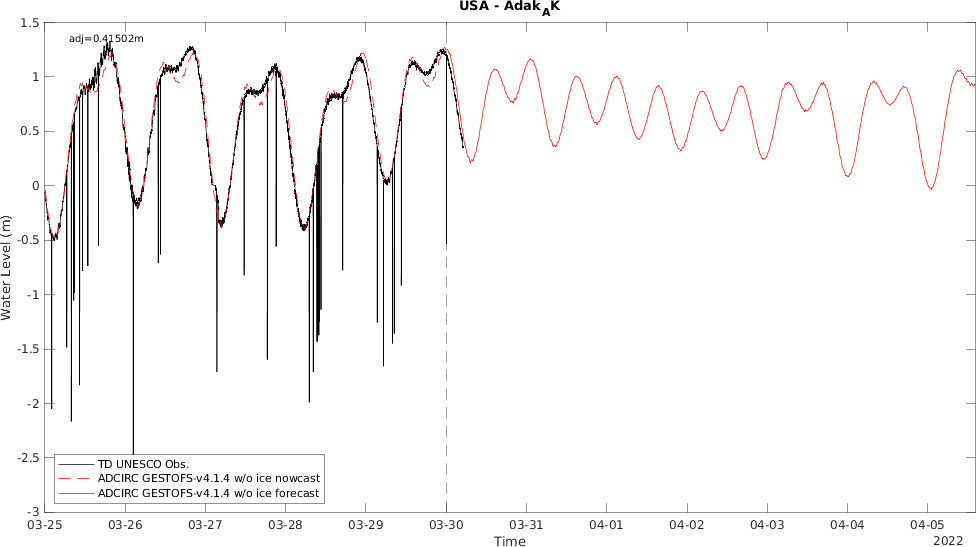 USA - Adak_AK
adj=0.41502m
1.5
1
0.5
0
-0.5
-1
-1.5
-2
-2.5
-3
Water Level (m)
TD UNESCO Obs.
ADCIRC GESTOFS-v4.1.4 w/o ice nowcast
ADCIRC GESTOFS-v4.1.4 w/o ice forecast
03-25 03-26 03-27 03-28 03-29 03-30 03-31 04-01 04-02 04-03 04-04 04-05
Time
2022